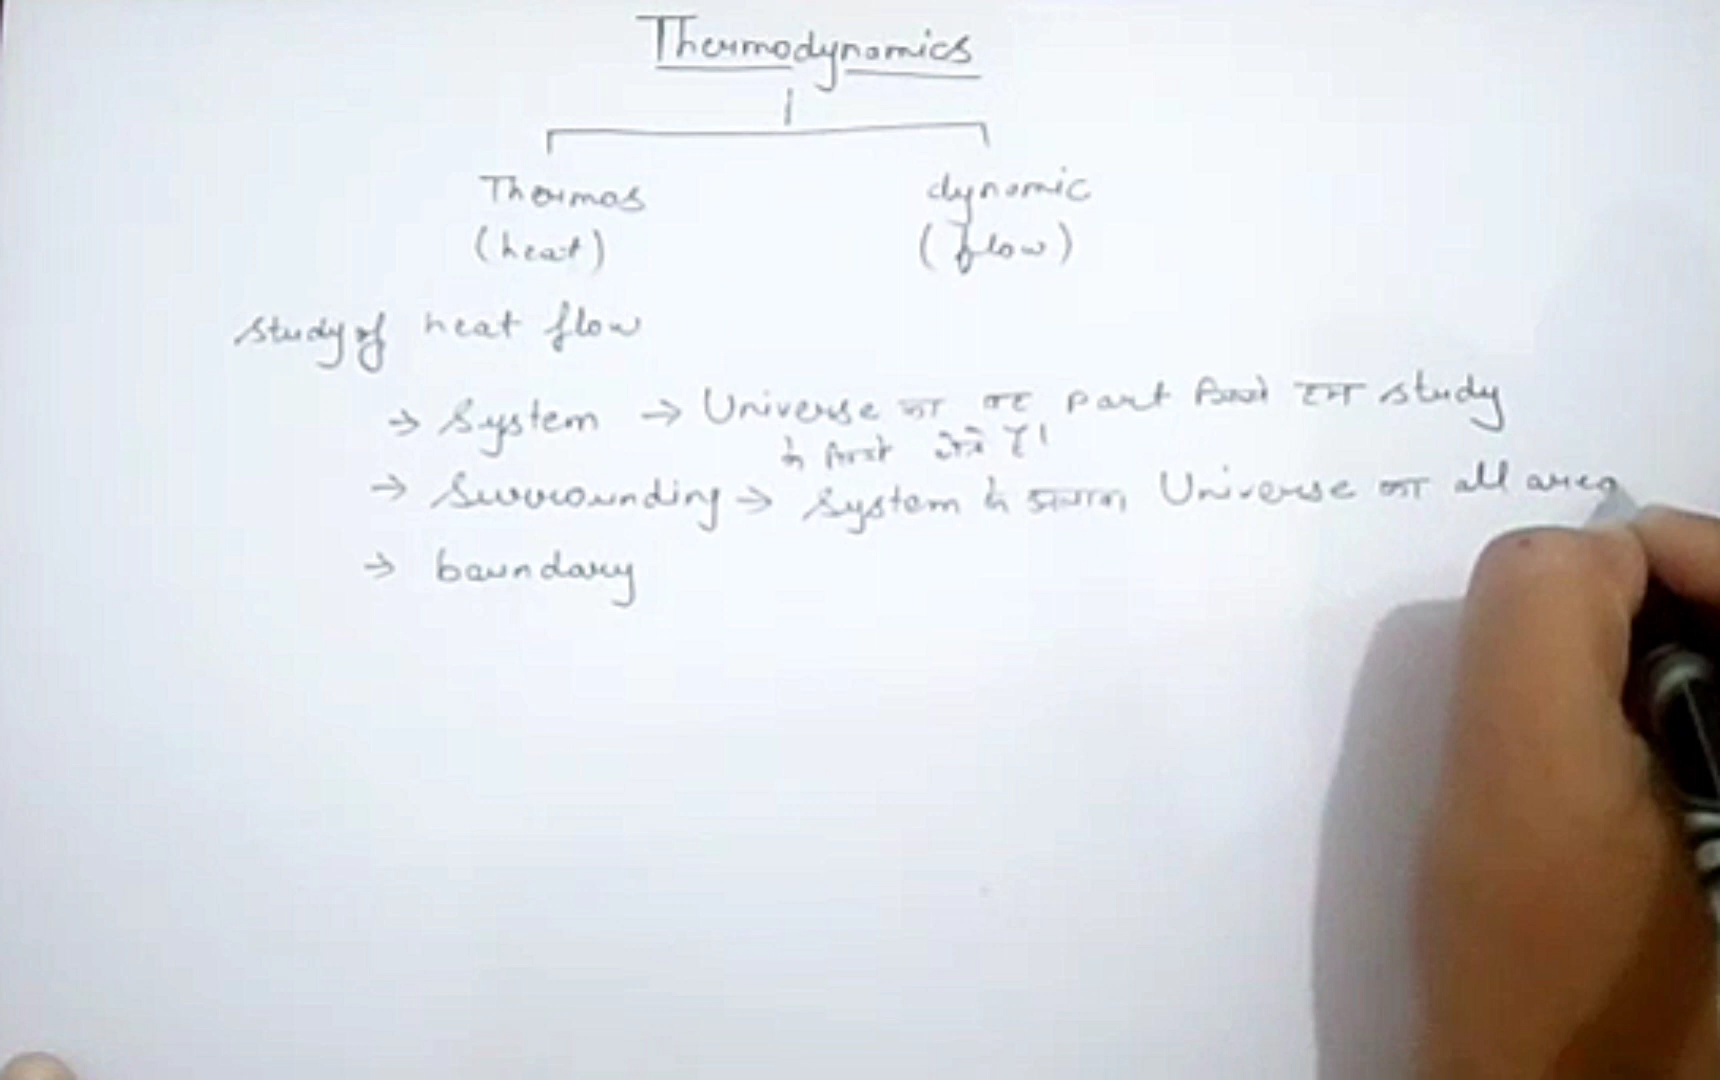 Thermodynamics
Thermos dynamic
(heat) (flow)
study of heat flow
→ System → Universe का वह part जिसको हम study
के लिए करते हैं।
→ Surrounding → System के अलावा Universe का all area
→ boundary